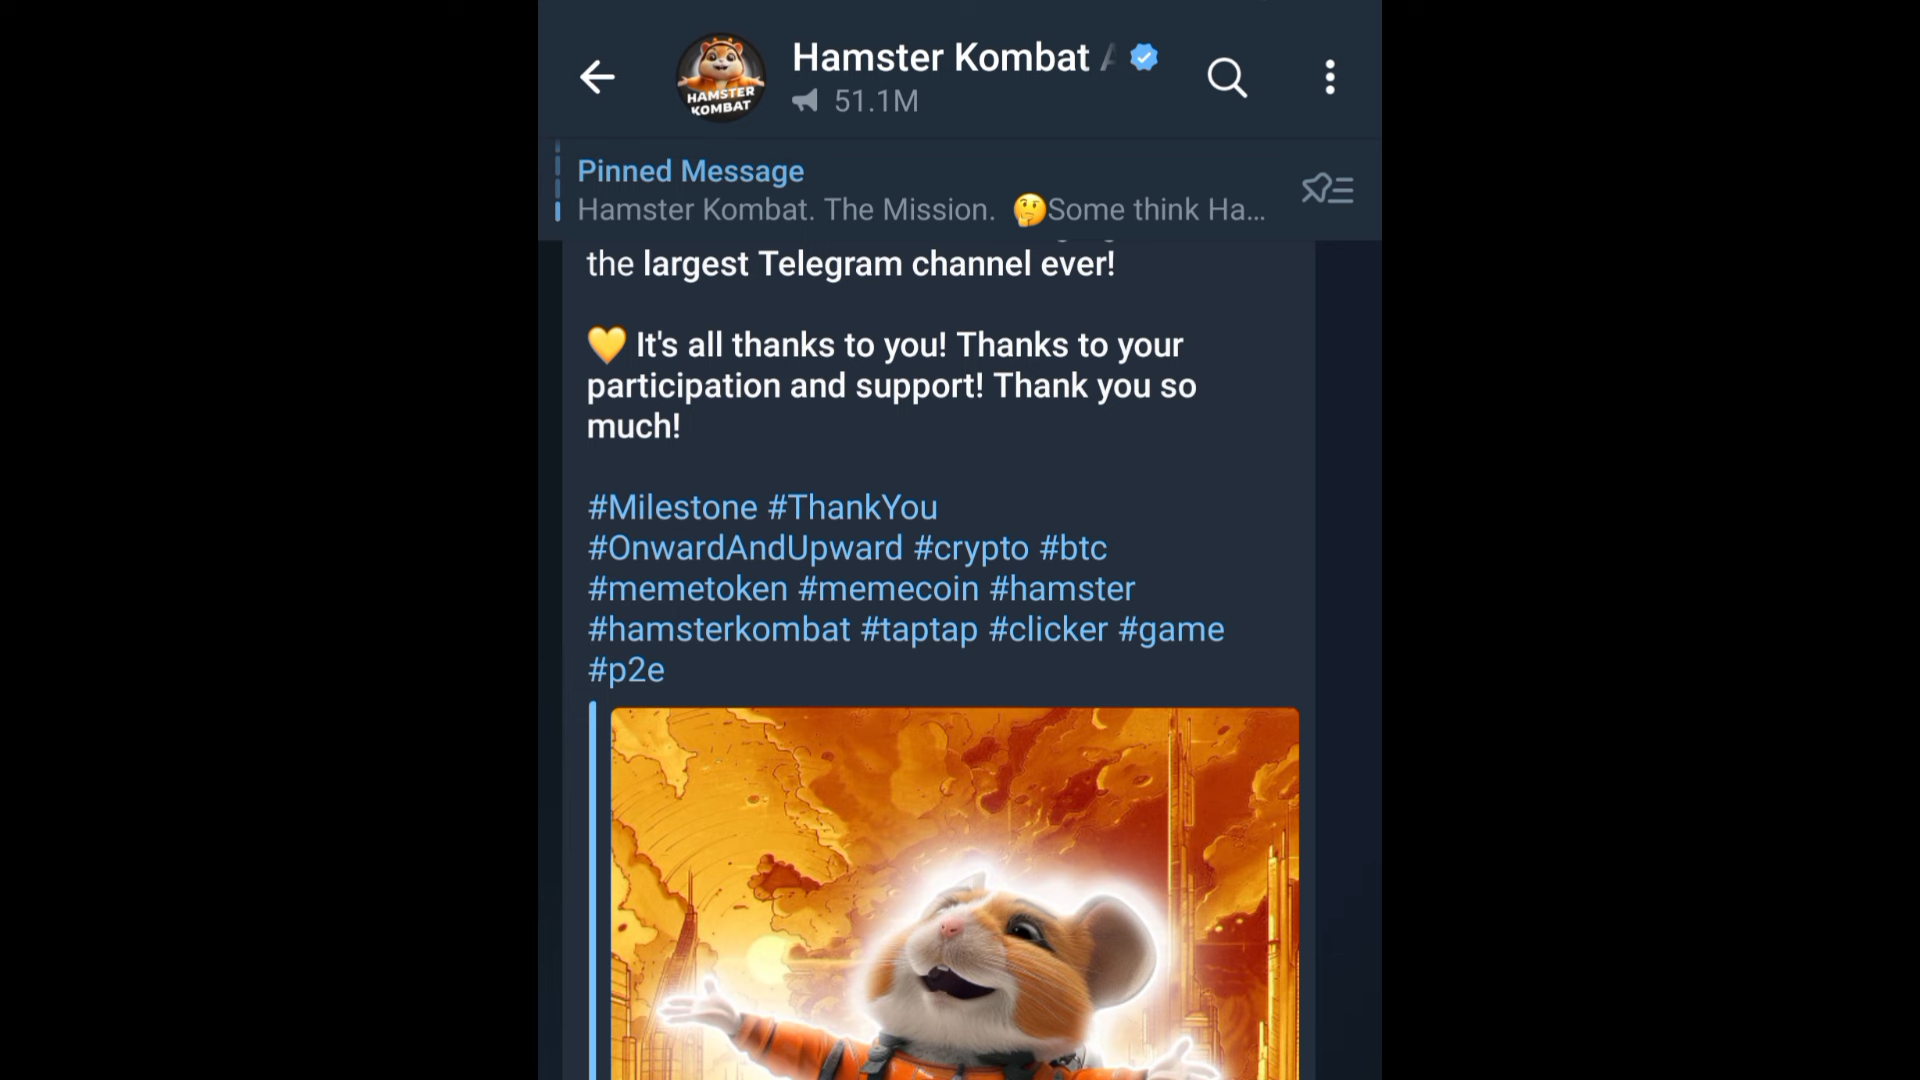 Hamster Kombat
HAMSTER
KOMBAT
51.1M
Pinned Message
Hamster Kombat. The Mission. 🤔Some think Ha...
the largest Telegram channel ever!
💛 It's all thanks to you! Thanks to your
participation and support! Thank you so
much!
#Milestone #ThankYou
#OnwardAndUpward #crypto #btc
#memetoken #memecoin #hamster
#hamsterkombat #taptap #clicker #game
#p2e